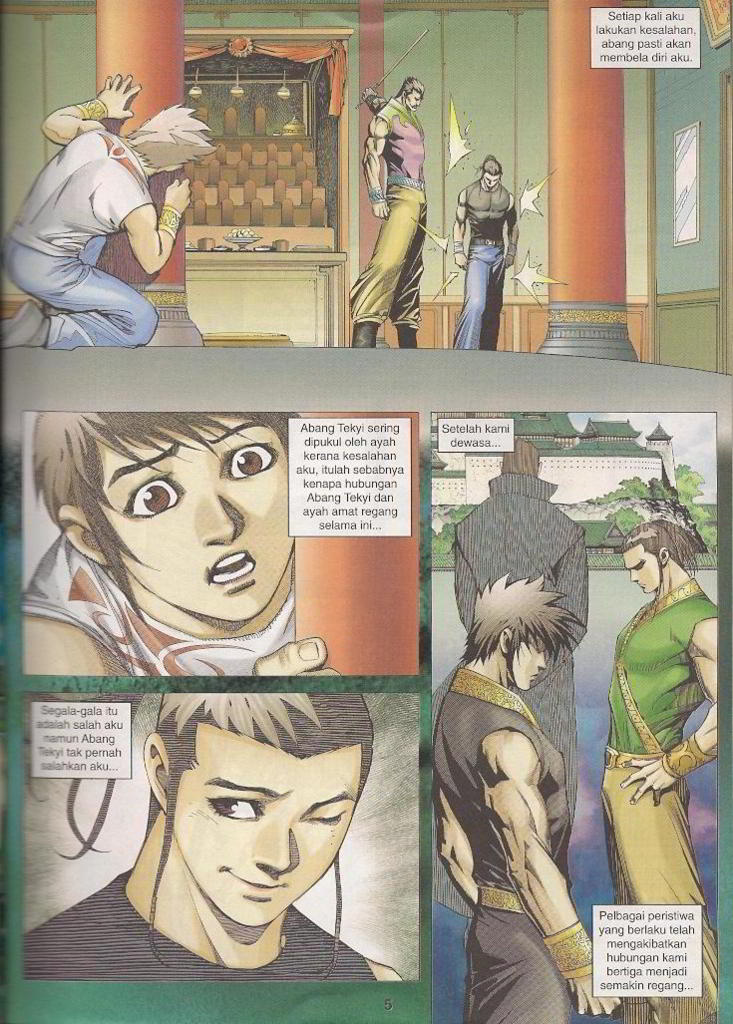 Setiap kali aku
lakukan kesalahan,
abang pasti akan
membela diri aku.
Abang Tekyi sering
dipukul oleh ayah
kerana kesalahan
aku, itulah sebabnya
kenapa hubungan
Abang Tekyi dan
ayah amat regang
selama ini...
Segala-gala itu
adalah salah aku
namun Abang
Tekyi tak pernah
salahkan aku...
Setelah kami
dewasa...
Pelbagai peristiwa
yang berlaku telah
mengakibatkan
hubungan kami
bertiga menjadi
semakin regang...
5